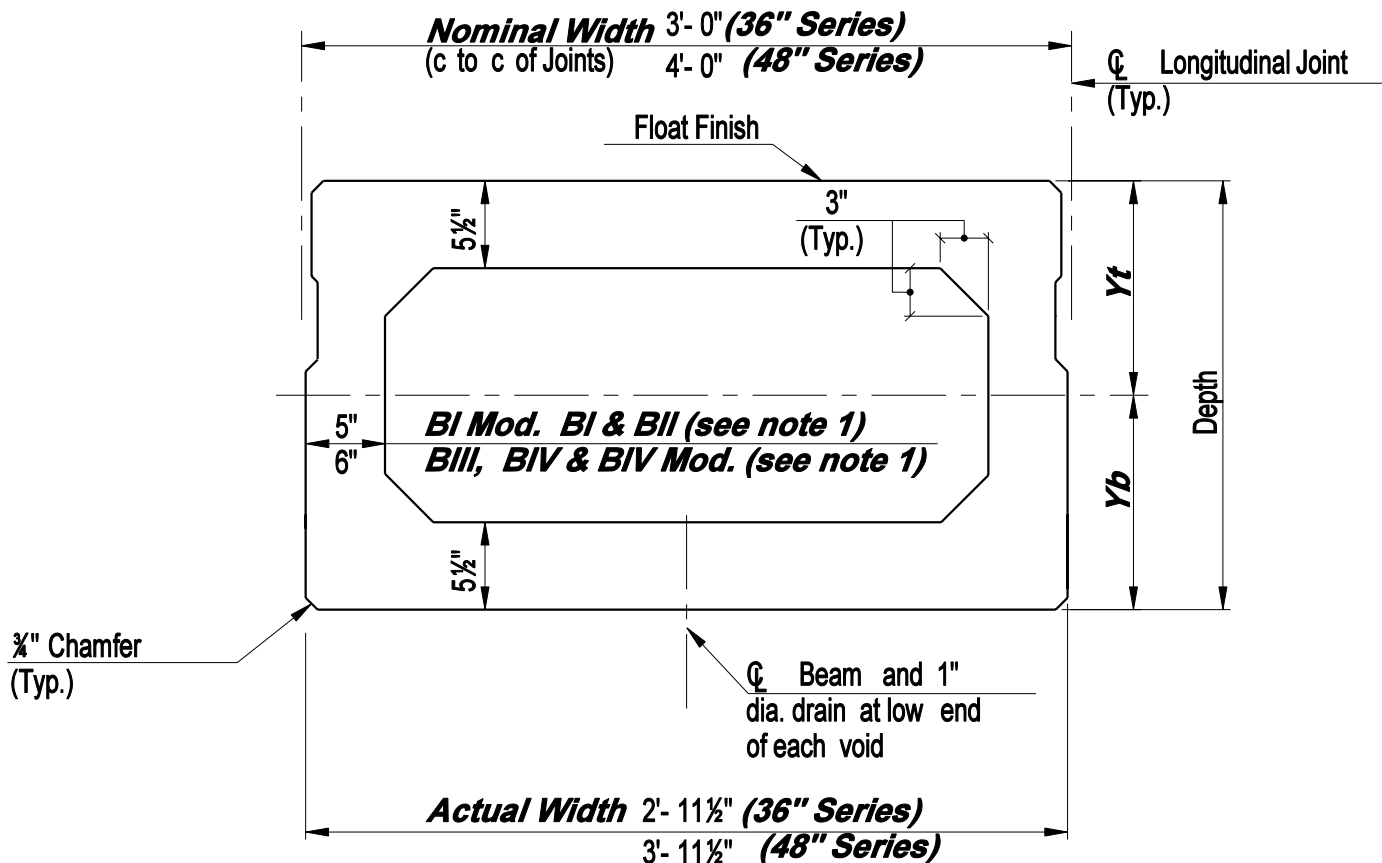 Nominal Width 3'- 0" (36" Series)
(c to c of Joints) 4'- 0" (48" Series)
℄ Longitudinal Joint
(Typ.)
Float Finish
5½"
3"
(Typ.)
Yt
Depth
5" BI Mod. BI & BII (see note 1)
6" BIII, BIV & BIV Mod. (see note 1)
Yb
5½"
¾" Chamfer
(Typ.)
℄ Beam and 1"
dia. drain at low end
of each void
Actual Width 2'- 11½" (36" Series)
3'- 11½" (48" Series)